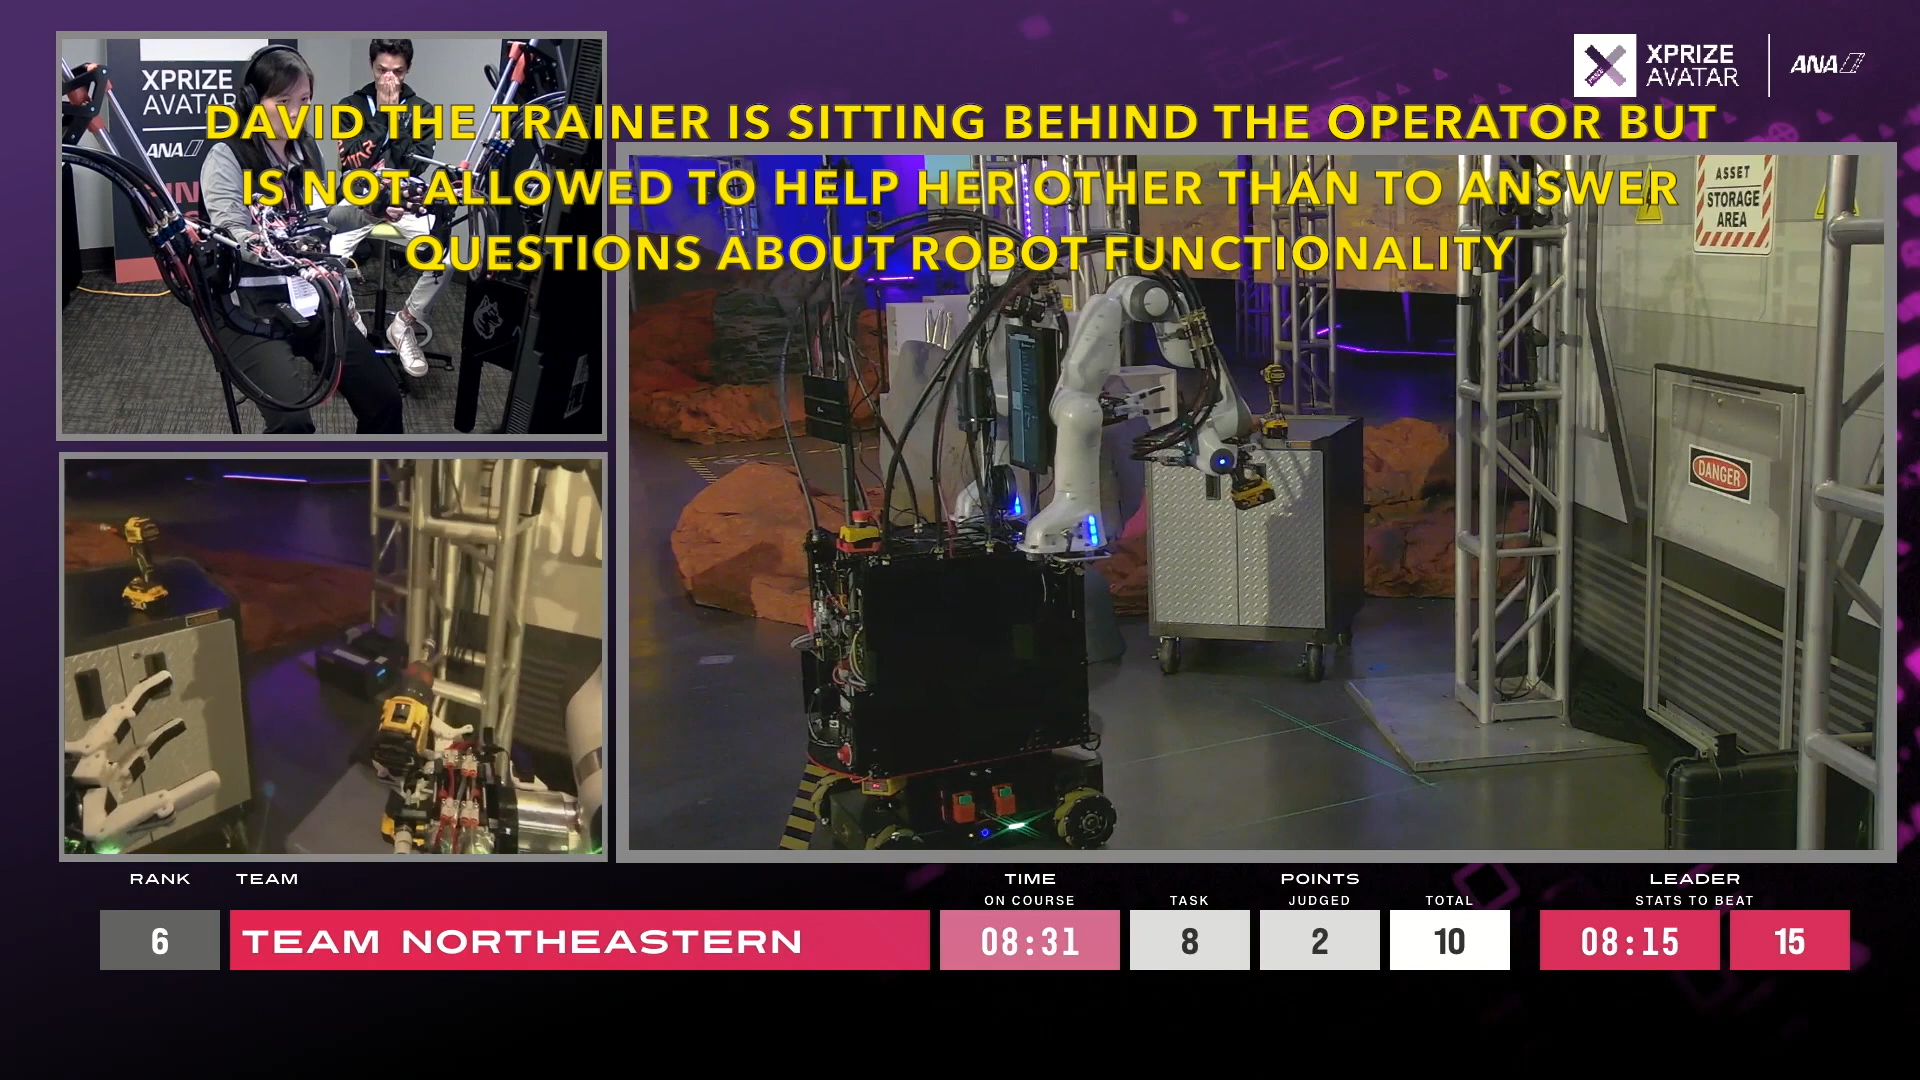 XPRIZE
AVATAR
ANA
XPRIZE
AVATAR
ANA
DAVID THE TRAINER IS SITTING BEHIND THE OPERATOR BUT
IS NOT ALLOWED TO HELP HER OTHER THAN TO ANSWER
QUESTIONS ABOUT ROBOT FUNCTIONALITY
ASSET
STORAGE
AREA
DANGER
RANK
TEAM
TIME
ON COURSE
POINTS
TASK
JUDGED
TOTAL
LEADER
STATS TO BEAT
6
TEAM NORTHEASTERN
08:31
8
2
10
08:15
15